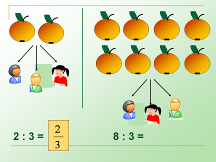 2 : 3 = 2/3
8 : 3 =